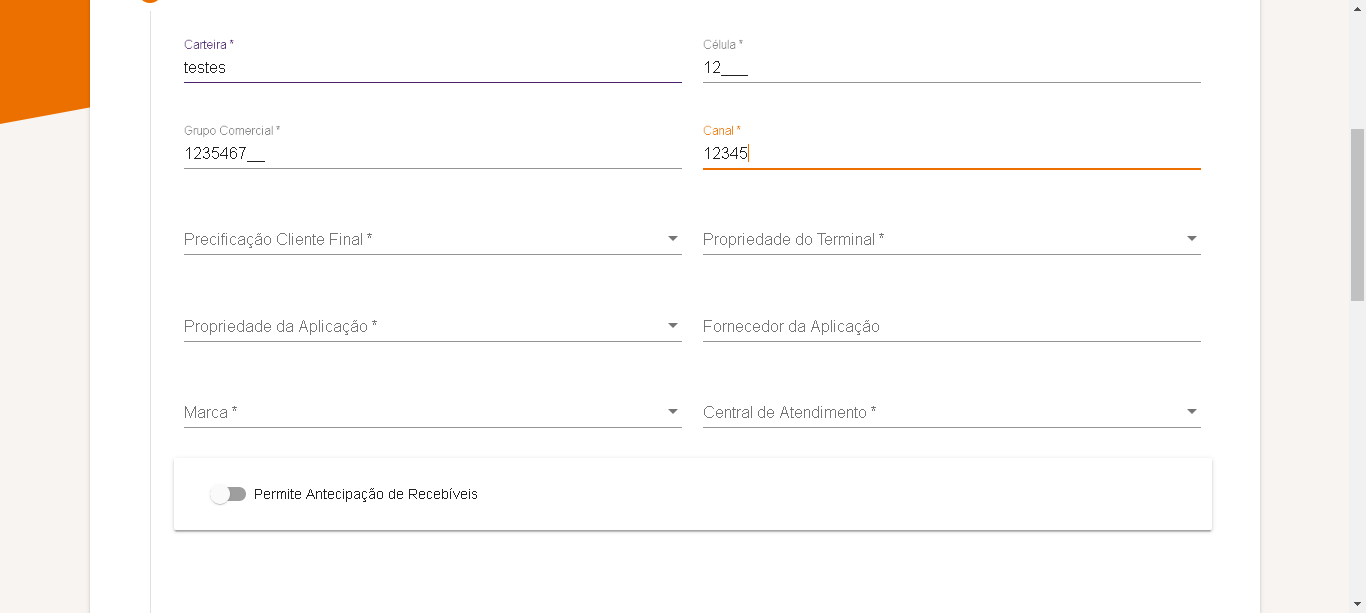 Carteira *
Célula *
testes
12___
Grupo Comercial *
Canal *
1235467__
12345
Precificação Cliente Final *
Propriedade do Terminal *
Propriedade da Aplicação *
Fornecedor da Aplicação
Marca *
Central de Atendimento *
Permite Antecipação de Recebíveis